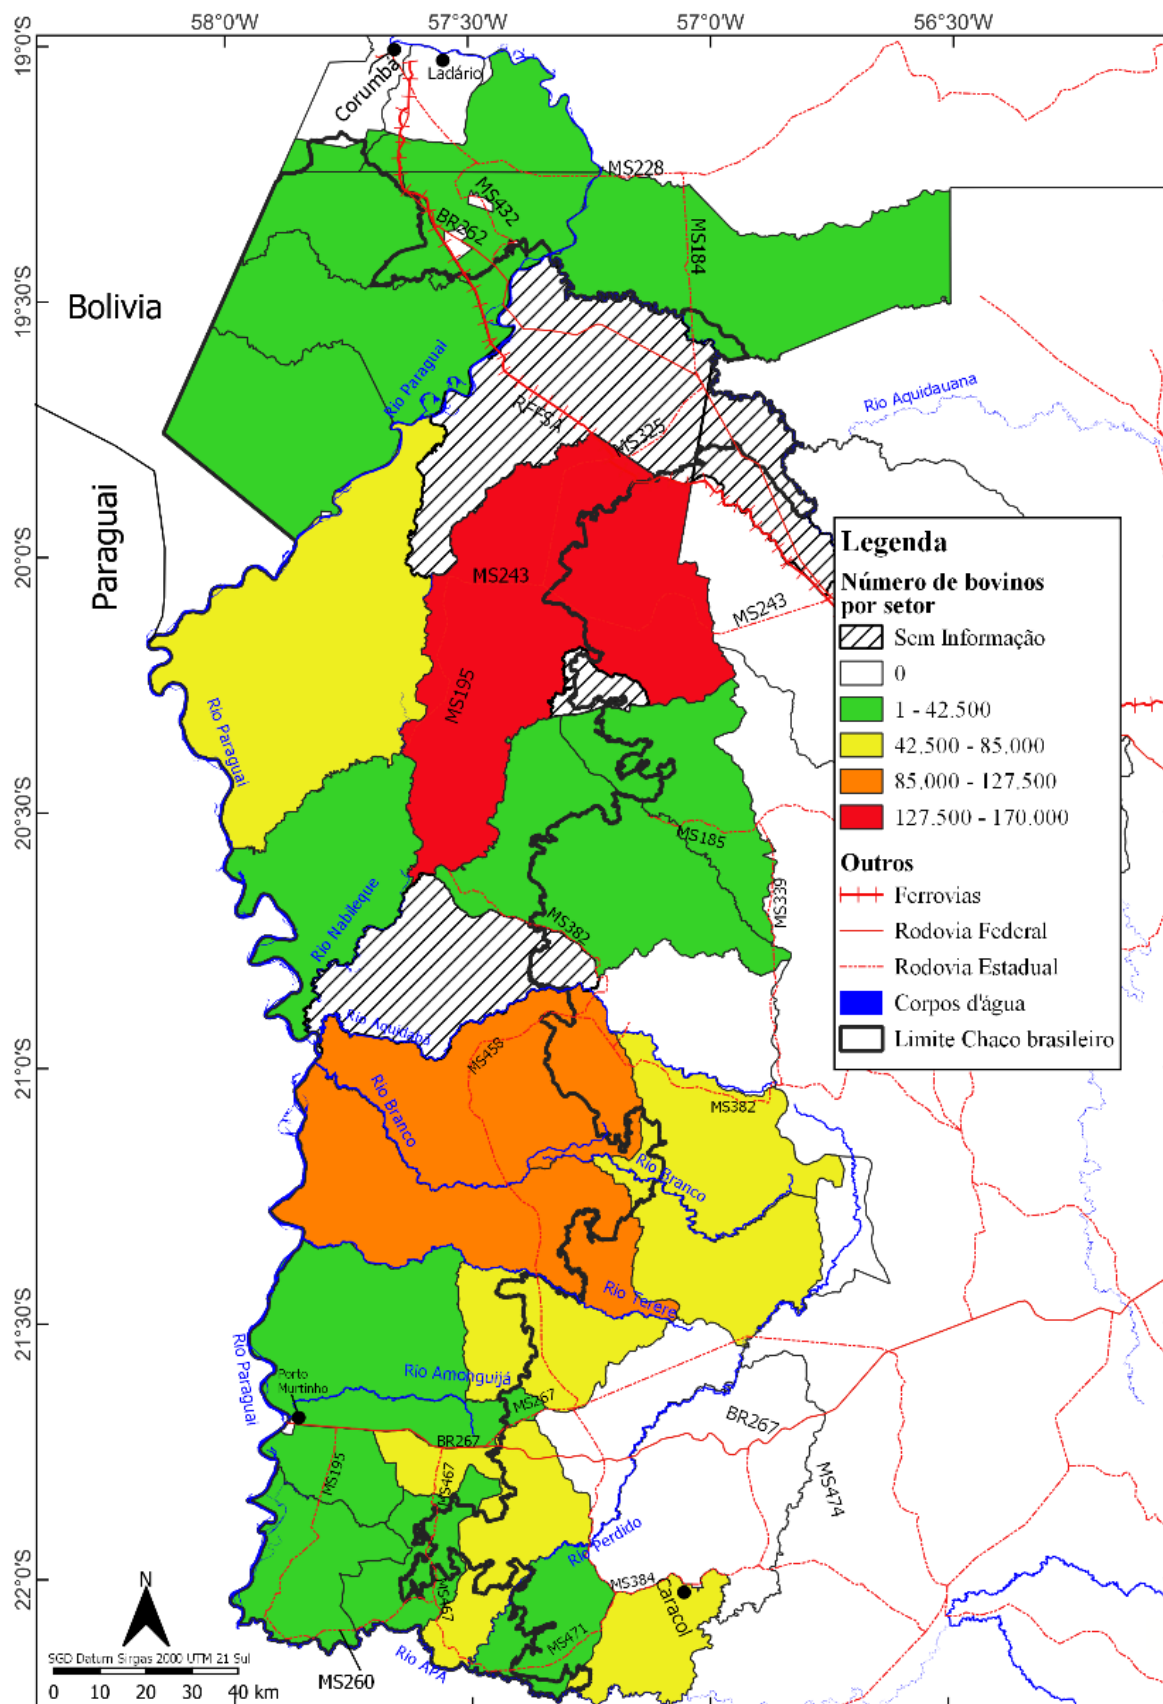 58°0'W
57°30'W
57°0'W
56°30'W
19°0'S
19°30'S
20°0'S
20°30'S
21°0'S
21°30'S
22°0'S
Corumbá
Ladário
MS228
MS432
BR262
MS184
Bolivia
Rio Paraguai
RFFSA
MS325
Rio Aquidauana
Paraguai
MS243
MS243
MS195
Rio Paraguai
MS185
MS339
Rio Nabileque
MS382
Rio Aquidabã
MS458
Rio Branco
MS382
Rio Branco
Rio Terere
Rio Paraguai
Porto
Murtinho
Rio Amonguijá
MS267
BR267
BR267
MS195
MS467
MS474
Rio Perdido
MS384
Caracol
MS467
MS471
Rio APA
MS260
Legenda
Número de bovinos
por setor
Sem Informação
0
1 - 42.500
42.500 - 85.000
85.000 - 127.500
127.500 - 170.000
Outros
Ferrovias
Rodovia Federal
Rodovia Estadual
Corpos d'água
Limite Chaco brasileiro
N
SGD Datum Sirgas 2000 UTM 21 Sul
0 10 20 30 40 km